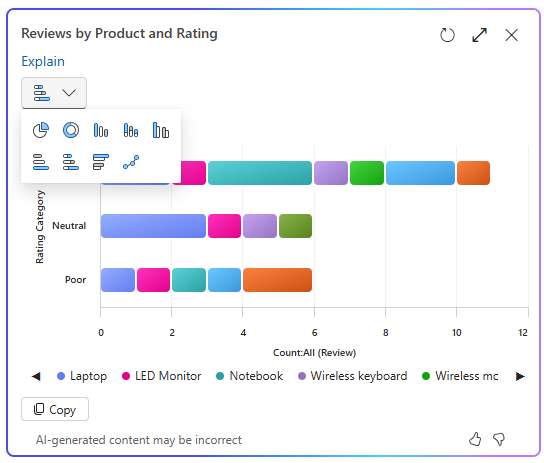 Reviews by Product and Rating
Explain
Rating Category
Neutral
Poor
0 2 4 6 8 10 12
Count:All (Review)
Laptop LED Monitor Notebook Wireless keyboard Wireless mc
Copy
AI-generated content may be incorrect